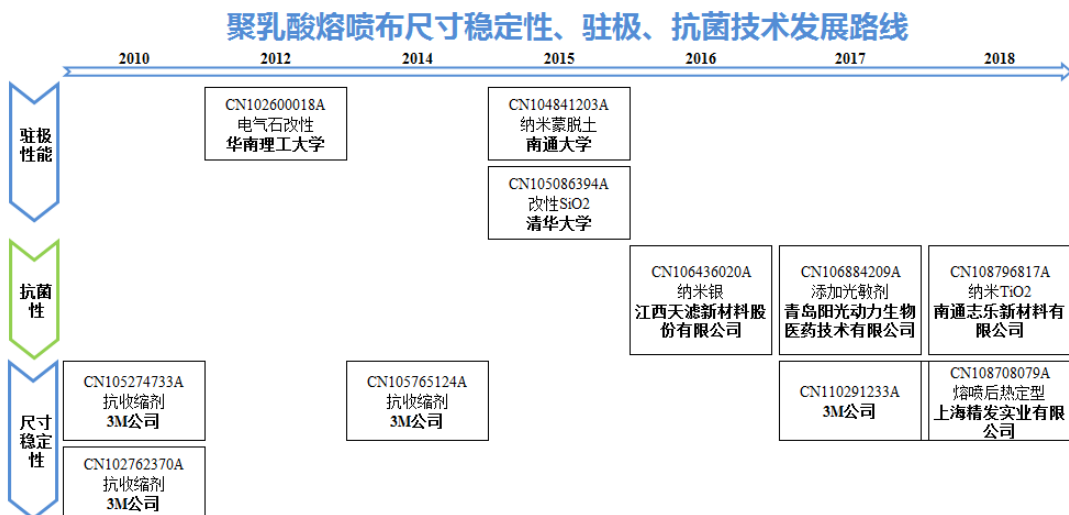 聚乳酸熔喷布尺寸稳定性、驻极、抗菌技术发展路线
2010 2012 2014 2015 2016 2017 2018
驻极
性能
CN102600018A
电气石改性
华南理工大学
CN104841203A
纳米蒙脱土
南通大学
CN105086394A
改性SiO2
清华大学
抗菌
性
CN106436020A
纳米银
江西天滤新材料股
份有限公司
CN106884209A
添加光敏剂
青岛阳光动力生物
医药技术有限公司
CN108796817A
纳米TiO2
南通志乐新材料有
限公司
尺寸
稳定
性
CN105274733A
抗收缩剂
3M公司
CN105765124A
抗收缩剂
3M公司
CN110291233A
3M公司
CN108708079A
熔喷后热定型
上海精发实业有限
公司
CN102762370A
抗收缩剂
3M公司